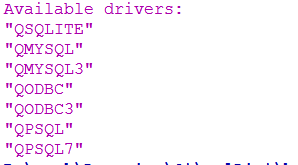 Available drivers:
"QSQLITE"
"QMYSQL"
"QMYSQL3"
"QODBC"
"QODBC3"
"QPSQL"
"QPSQL7"